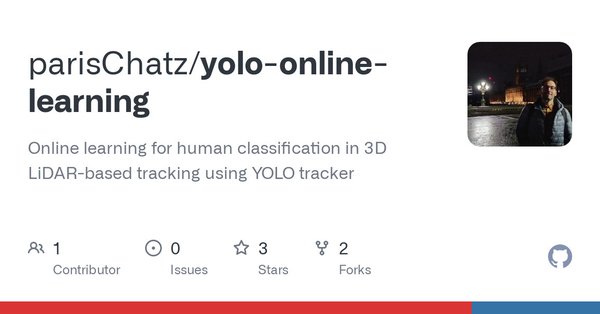 parisChatz/yolo-online-
learning
Online learning for human classification in 3D
LiDAR-based tracking using YOLO tracker
1
Contributor
0
Issues
3
Stars
2
Forks